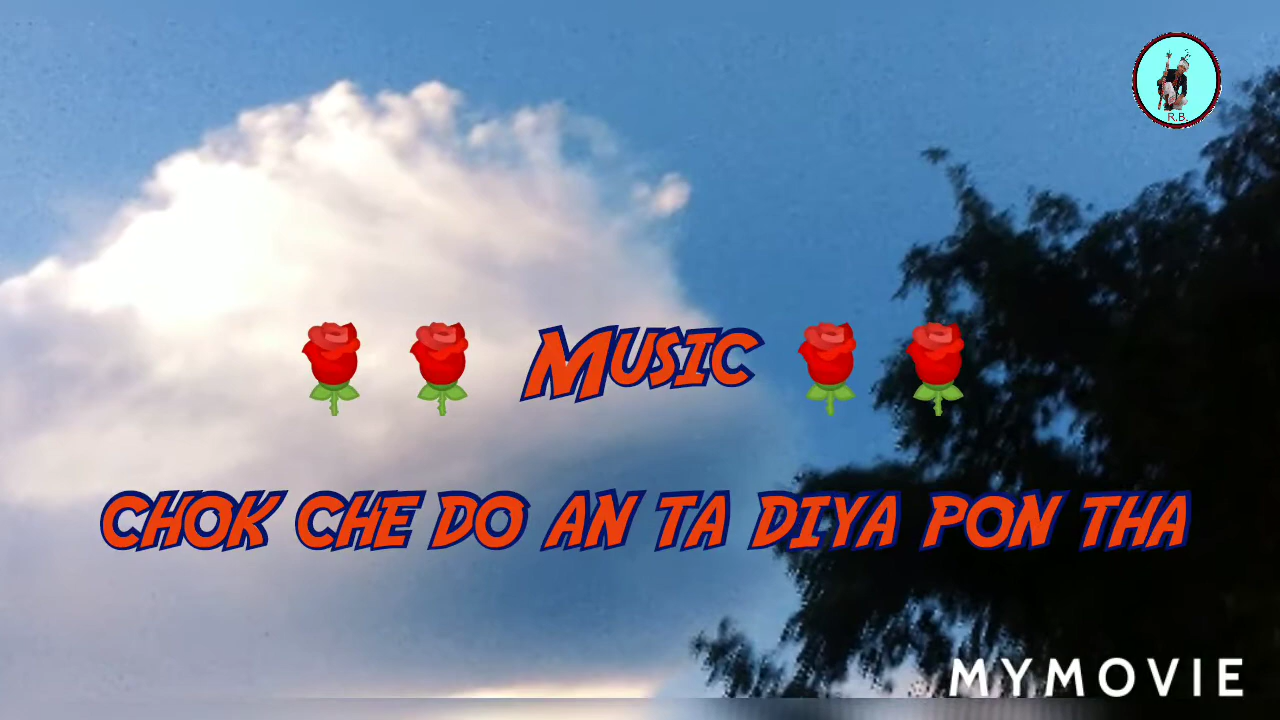 R.B.
🌹 🌹 Music 🌹 🌹
CHOK CHE DO AN TA DIYA PON THA
MYMOVIE